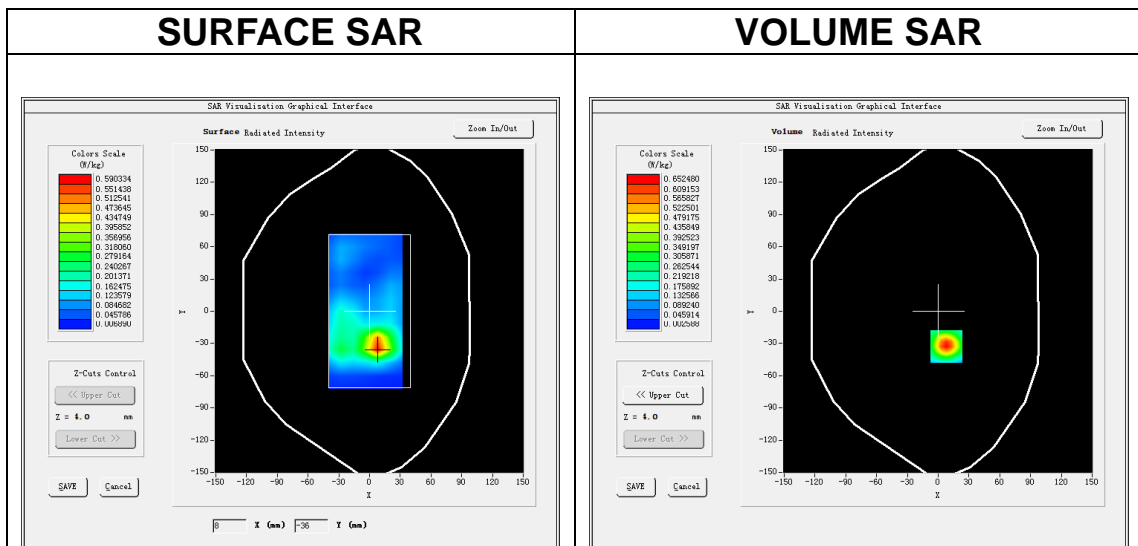 SURFACE SAR
VOLUME SAR
SAR Visualisation Graphical Interface
Surface Radiated Intensity
Zoom In/Out
Colors Scale
(W/kg)
0.590334
0.551438
0.512541
0.473645
0.434749
0.395852
0.356956
0.318060
0.279164
0.240267
0.201371
0.162475
0.123579
0.084682
0.045786
0.006890
150
120
90
60
30
0
-30
-60
-90
-120
-150
Y
-150 -120 -90 -60 -30 0 30 60 90 120 150
X
Z-Cuts Control
<< Upper Cut
Z = 4.0 mm
Lower Cut >>
SAVE Cancel
8 X (mm) -36 Y (mm)
SAR Visualisation Graphical Interface
Volume Radiated Intensity
Zoom In/Out
Colors Scale
(W/kg)
0.652480
0.609153
0.565827
0.522501
0.479175
0.435849
0.392523
0.349197
0.305871
0.262544
0.219218
0.175892
0.132566
0.089240
0.045914
0.002588
150
120
90
60
30
0
-30
-60
-90
-120
-150
Y
-150 -120 -90 -60 -30 0 30 60 90 120 150
X
Z-Cuts Control
<< Upper Cut
Z = 4.0 mm
Lower Cut >>
SAVE Cancel